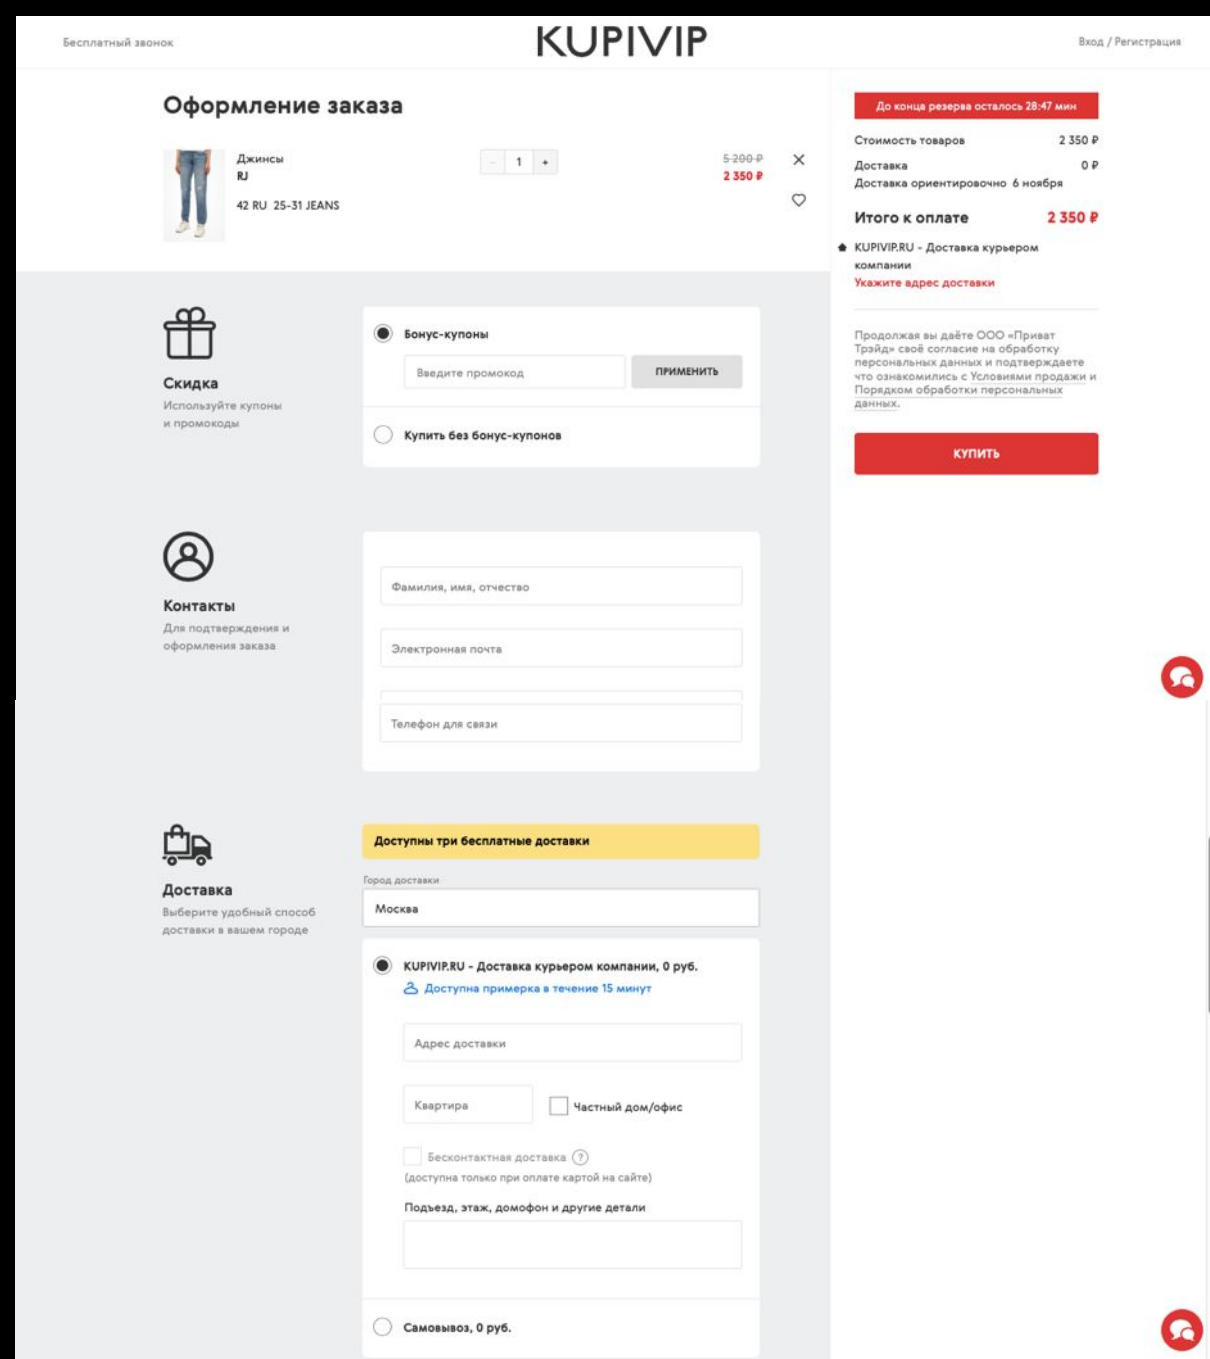 Бесплатный звонок
KUPIVIP
Вход / Регистрация
Оформление заказа
Джинсы
RJ
42 RU 25-31 JEANS
- 1 +
5 200 ₽
2 350 ₽
До конца резерва осталось 28:47 мин
Стоимость товаров 2 350 ₽
Доставка 0 ₽
Доставка ориентировочно 6 ноября
Итого к оплате 2 350 ₽
KUPIVIP.RU - Доставка курьером
компании
Укажите адрес доставки
Продолжая вы даёте ООО «Приват
Трэйд» своё согласие на обработку
персональных данных и подтверждаете
что ознакомились с Условиями продажи и
Порядком обработки персональных
данных.
КУПИТЬ
Скидка
Используйте купоны
и промокоды
Бонус-купоны
Введите промокод
ПРИМЕНИТЬ
Купить без бонус-купонов
Контакты
Для подтверждения и
оформления заказа
Фамилия, имя, отчество
Электронная почта
Телефон для связи
Доставка
Выберите удобный способ
доставки в вашем городе
Доступны три бесплатные доставки
Город доставки
Москва
KUPIVIP.RU - Доставка курьером компании, 0 руб.
Доступна примерка в течение 15 минут
Адрес доставки
Квартира
Частный дом/офис
Бесконтактная доставка ?
(доступна только при оплате картой на сайте)
Подъезд, этаж, домофон и другие детали
Самовывоз, 0 руб.